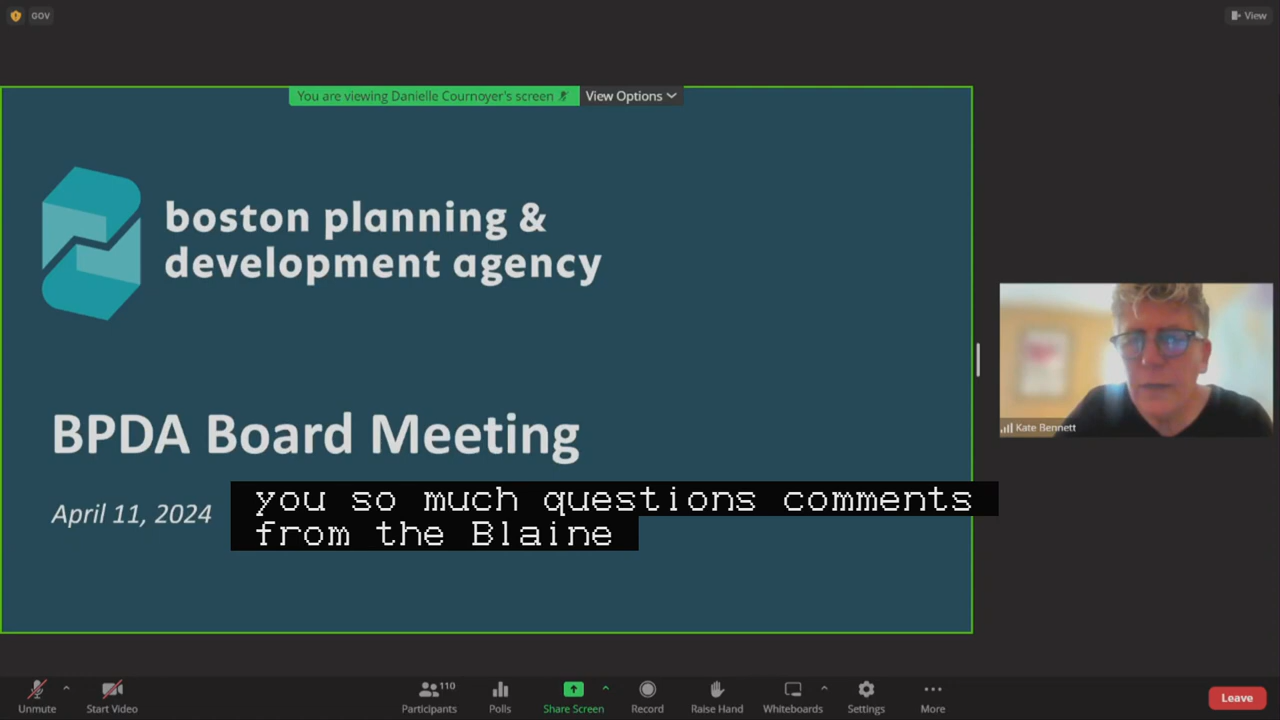 GOV
View
You are viewing Danielle Cournoyer's screen
View Options
boston planning &
development agency
BPDA Board Meeting
April 11, 2024
you so much questions comments
from the Blaine
Kate Bennett
Unmute
Start Video
110
Participants
Polls
Share Screen
Record
Raise Hand
Whiteboards
Settings
More
Leave